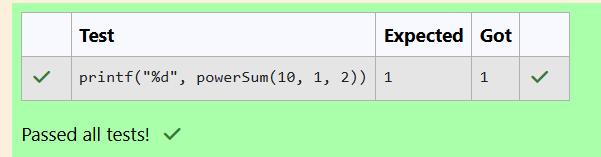 Test Expected Got
printf("%d", powerSum(10, 1, 2)) 1 1
Passed all tests!